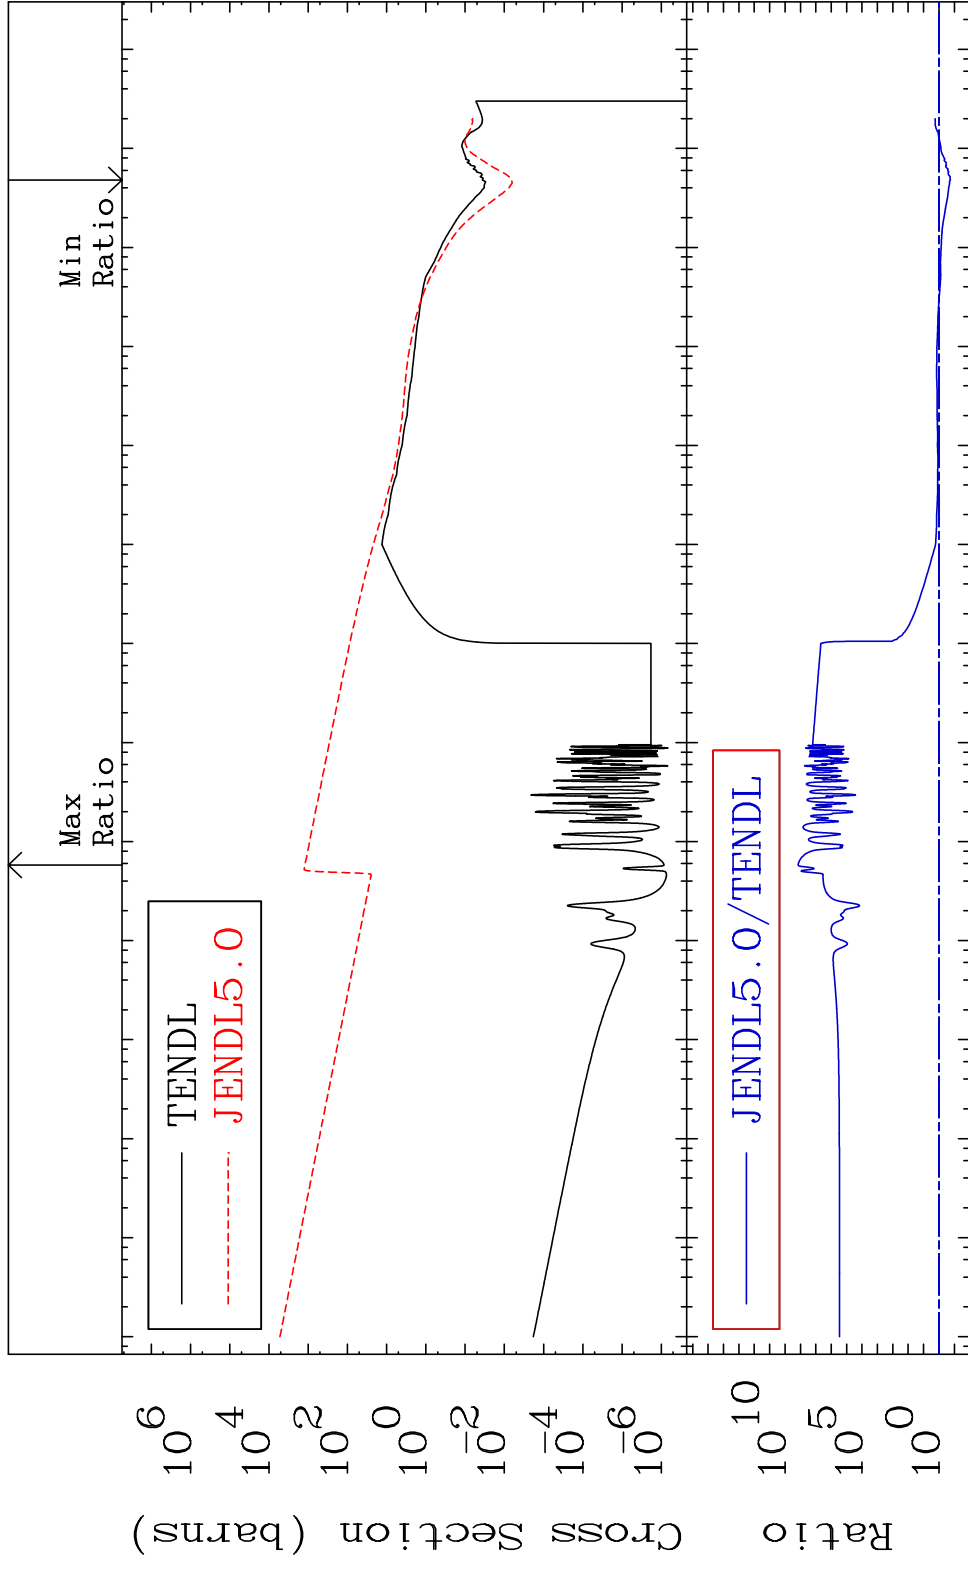 Max
Ratio
Min
Ratio
TENDL
JENDL5.0
JENDL5.0/TENDL
Cross Section (barns)
10^6
10^4
10^2
10^0
10^-2
10^-4
10^-6
Ratio
10^10
10^5
10^0